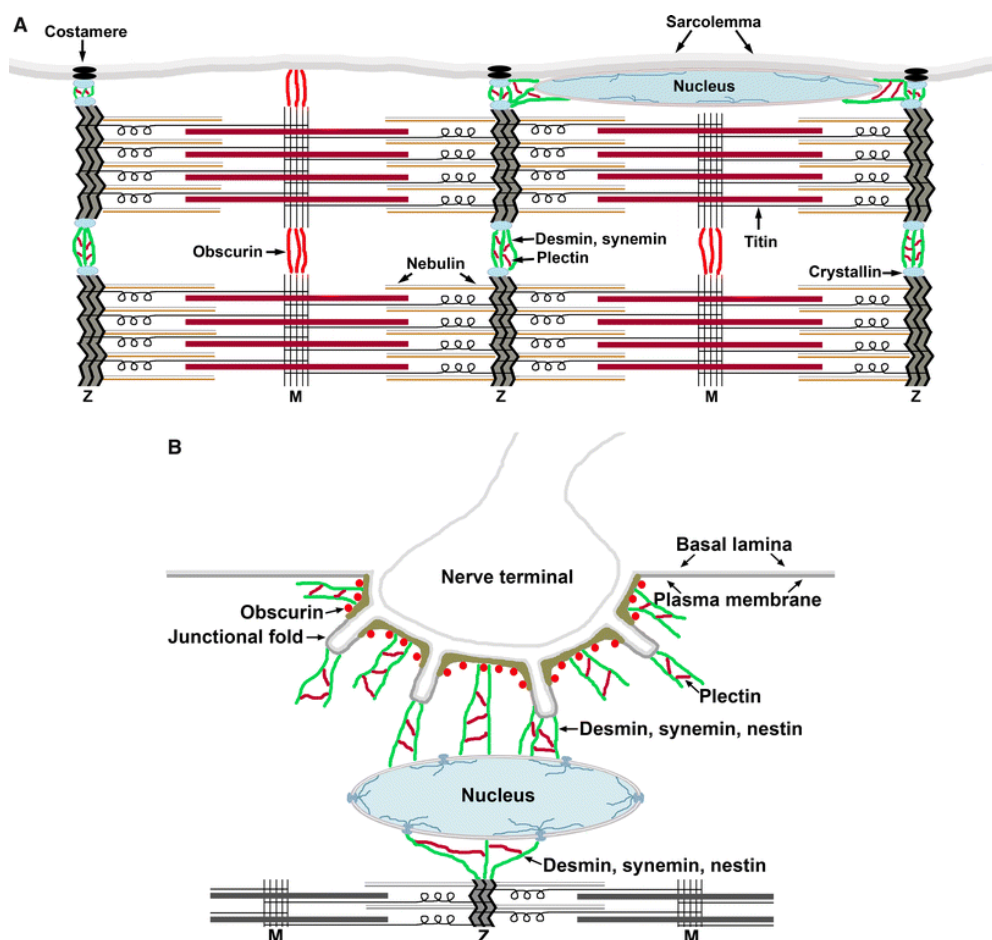 A
Costamere
Sarcolemma
Nucleus
Obscurin
Nebulin
Desmin, synemin
Plectin
Titin
Crystallin
Z
M
Z
M
Z
B
Nerve terminal
Basal lamina
Plasma membrane
Obscurin
Junctional fold
Plectin
Desmin, synemin, nestin
Nucleus
Desmin, synemin, nestin
M
Z
M